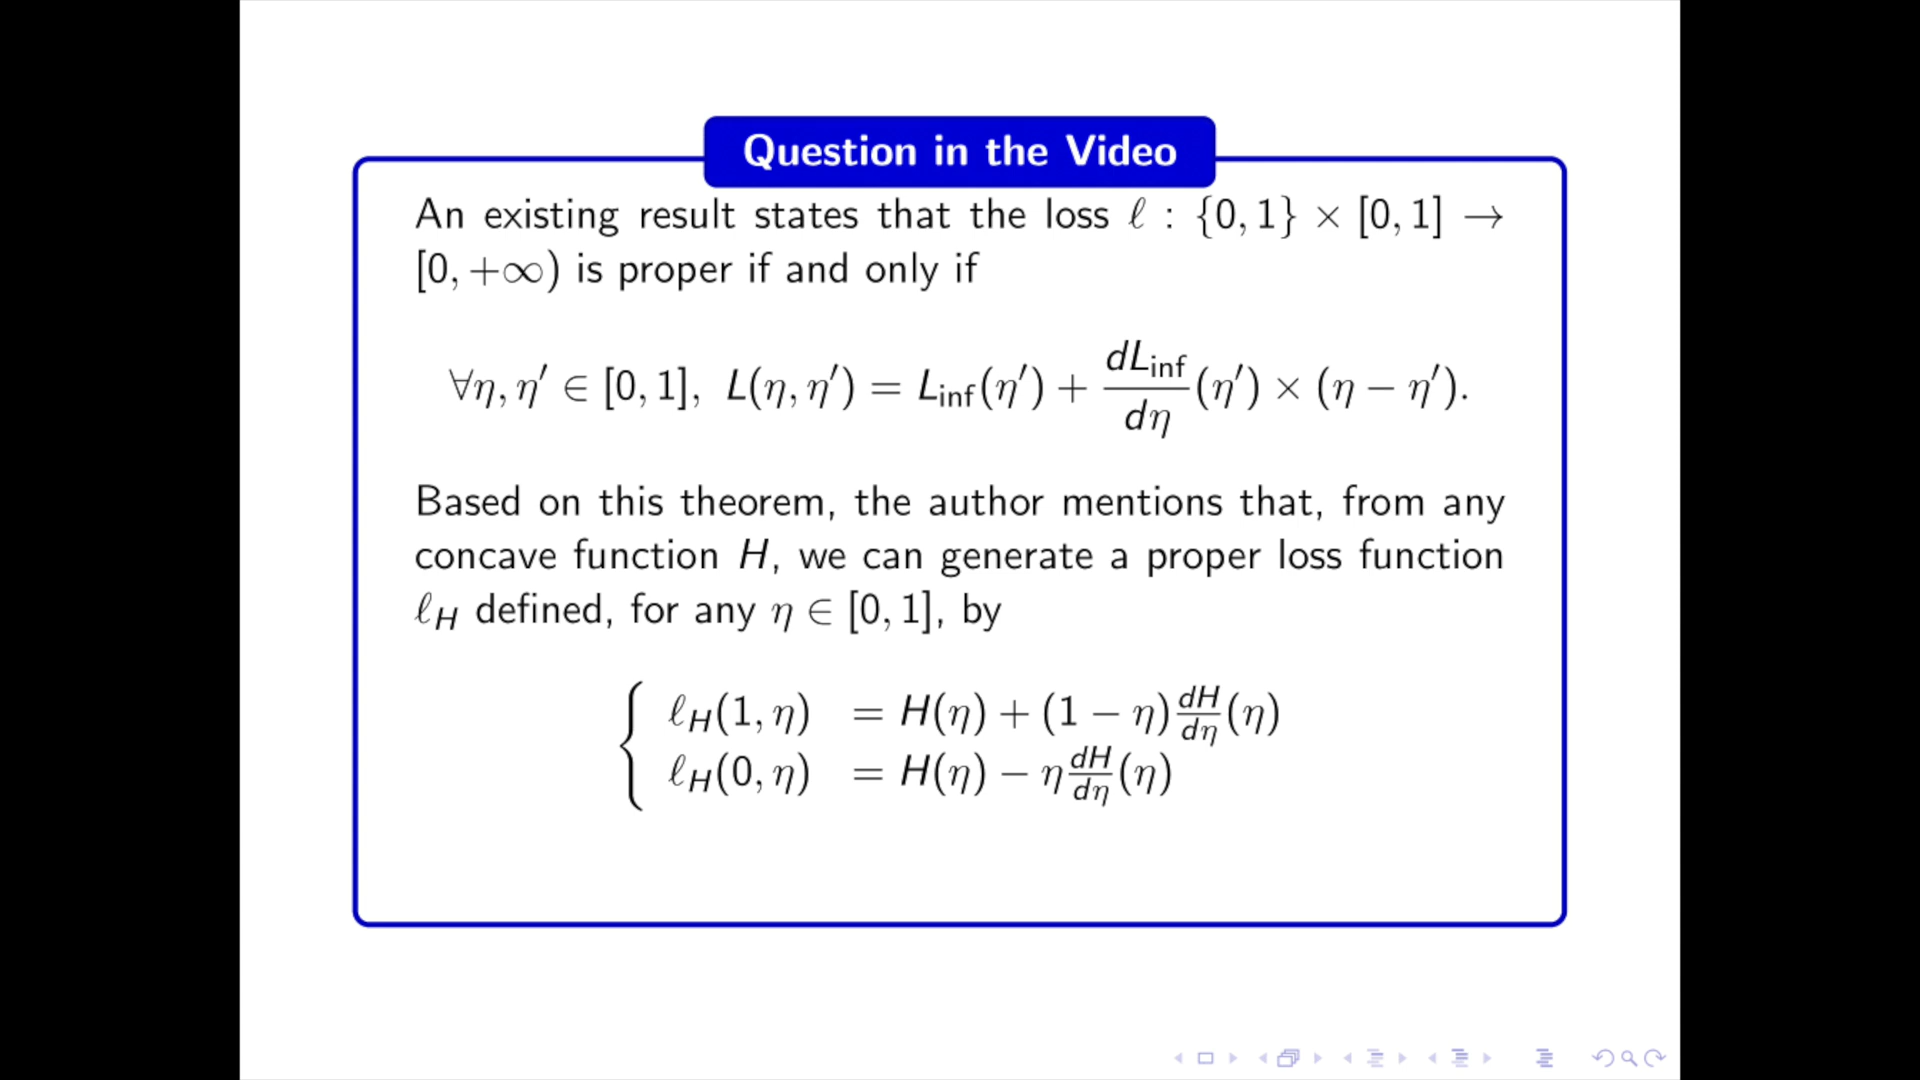 Question in the Video
An existing result states that the loss ℓ : {0, 1} × [0, 1] →
[0, +∞) is proper if and only if
∀η, η′ ∈ [0, 1], L(η, η′) = L_inf(η′) + \frac{dL_inf}{dη}(η′) × (η − η′).
Based on this theorem, the author mentions that, from any
concave function H, we can generate a proper loss function
ℓ_H defined, for any η ∈ [0, 1], by
ℓ_H(1, η) = H(η) + (1 − η)\frac{dH}{dη}(η)
ℓ_H(0, η) = H(η) − η\frac{dH}{dη}(η)